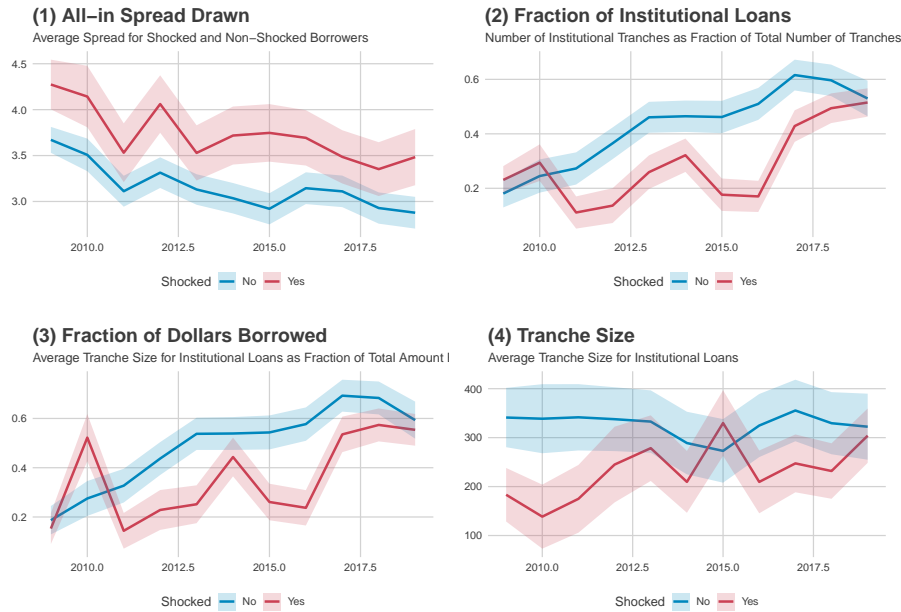 (1) All−in Spread Drawn
Average Spread for Shocked and Non−Shocked Borrowers
4.5
4.0
3.5
3.0
2010.0 2012.5 2015.0 2017.5
Shocked No Yes
(2) Fraction of Institutional Loans
Number of Institutional Tranches as Fraction of Total Number of Tranches
0.6
0.4
0.2
2010.0 2012.5 2015.0 2017.5
Shocked No Yes
(3) Fraction of Dollars Borrowed
Average Tranche Size for Institutional Loans as Fraction of Total Amount
0.6
0.4
0.2
2010.0 2012.5 2015.0 2017.5
Shocked No Yes
(4) Tranche Size
Average Tranche Size for Institutional Loans
400
300
200
100
2010.0 2012.5 2015.0 2017.5
Shocked No Yes